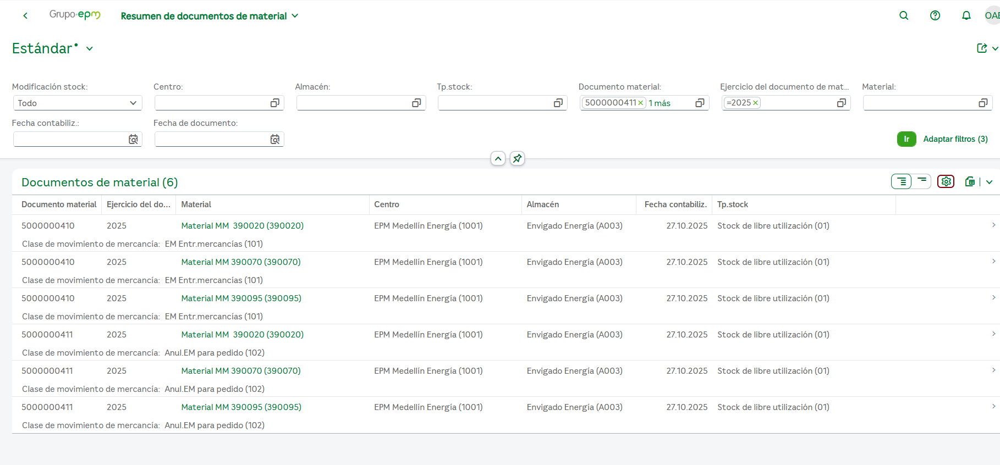 Grupo·epm Resumen de documentos de material
Estándar*
Modificación stock: Centro: Almacén: Tp.stock: Documento material: Ejercicio del documento de mat... Material:
Todo 5000000411 1 más =2025
Fecha contabiliz.: Fecha de documento:
Ir Adaptar filtros (3)
Documentos de material (6)
Documento material Ejercicio del do... Material Centro Almacén Fecha contabiliz. Tp.stock
5000000410 2025 Material MM  390020 (390020) EPM Medellín Energía (1001) Envigado Energía (A003) 27.10.2025 Stock de libre utilización (01)
Clase de movimiento de mercancía: EM Entr.mercancías (101)
5000000410 2025 Material MM 390070 (390070) EPM Medellín Energía (1001) Envigado Energía (A003) 27.10.2025 Stock de libre utilización (01)
Clase de movimiento de mercancía: EM Entr.mercancías (101)
5000000410 2025 Material MM 390095 (390095) EPM Medellín Energía (1001) Envigado Energía (A003) 27.10.2025 Stock de libre utilización (01)
Clase de movimiento de mercancía: EM Entr.mercancías (101)
5000000411 2025 Material MM  390020 (390020) EPM Medellín Energía (1001) Envigado Energía (A003) 27.10.2025 Stock de libre utilización (01)
Clase de movimiento de mercancía: Anul.EM para pedido (102)
5000000411 2025 Material MM 390070 (390070) EPM Medellín Energía (1001) Envigado Energía (A003) 27.10.2025 Stock de libre utilización (01)
Clase de movimiento de mercancía: Anul.EM para pedido (102)
5000000411 2025 Material MM 390095 (390095) EPM Medellín Energía (1001) Envigado Energía (A003) 27.10.2025 Stock de libre utilización (01)
Clase de movimiento de mercancía: Anul.EM para pedido (102)